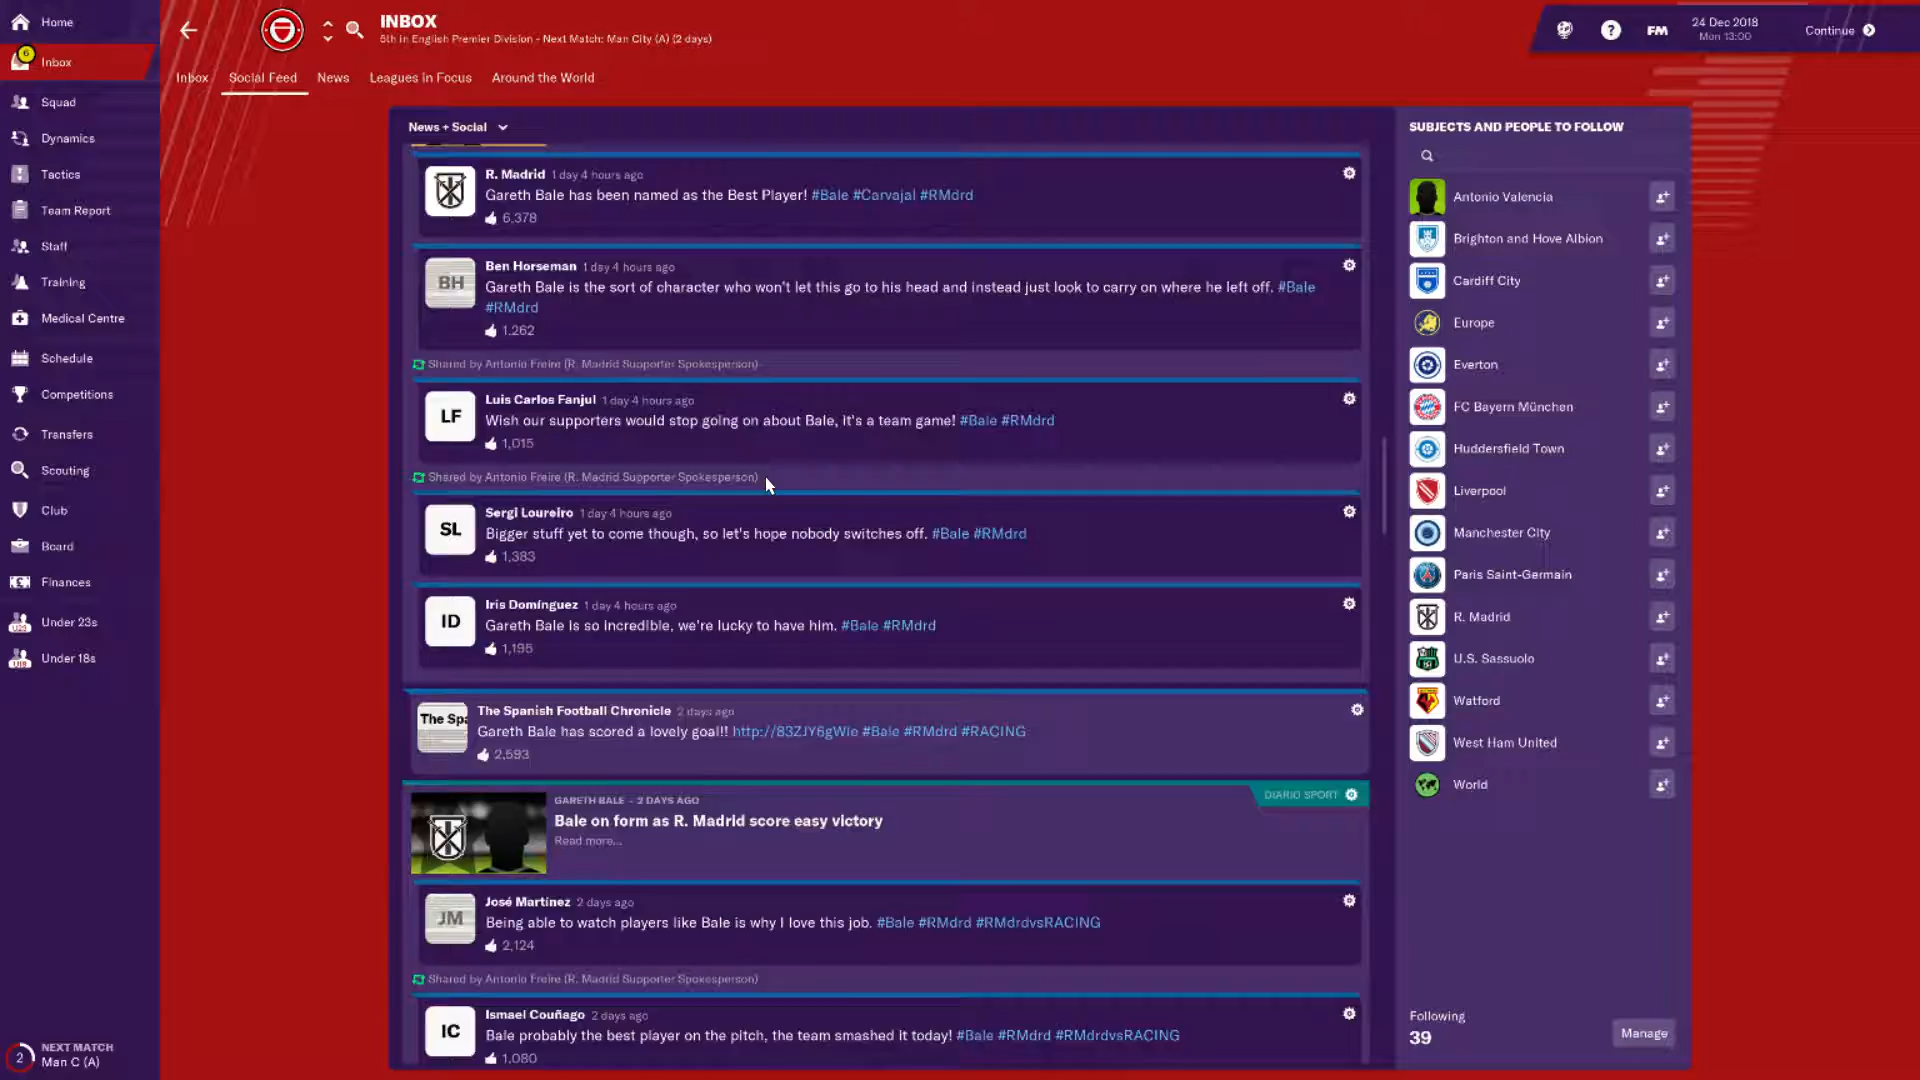 Home
6
Inbox
Squad
Dynamics
Tactics
Team Report
Staff
Training
Medical Centre
Schedule
Competitions
Transfers
Scouting
Club
Board
Finances
Under 23s
Under 18s
2
NEXT MATCH
Man C (A)
INBOX
5th in English Premier Division - Next Match: Man City (A) (2 days)
?
FM
24 Dec 2018
Mon 13:00
Continue
Inbox
Social Feed
News
Leagues in Focus
Around the World
News + Social
R. Madrid 1 day 4 hours ago
Gareth Bale has been named as the Best Player! #Bale #Carvajal #RMdrd
6,378
BH
Ben Horseman 1 day 4 hours ago
Gareth Bale is the sort of character who won't let this go to his head and instead just look to carry on where he left off. #Bale
#RMdrd
1,262
Shared by Antonio Freire (R. Madrid Supporter Spokesperson)
LF
Luis Carlos Fanjul 1 day 4 hours ago
Wish our supporters would stop going on about Bale, it's a team game! #Bale #RMdrd
1,015
Shared by Antonio Freire (R. Madrid Supporter Spokesperson)
SL
Sergi Loureiro 1 day 4 hours ago
Bigger stuff yet to come though, so let's hope nobody switches off. #Bale #RMdrd
1,383
ID
Iris Domínguez 1 day 4 hours ago
Gareth Bale is so incredible, we're lucky to have him. #Bale #RMdrd
1,195
The Spa
The Spanish Football Chronicle 2 days ago
Gareth Bale has scored a lovely goal!! http://83ZJY6gWie #Bale #RMdrd #RACING
2,593
GARETH BALE - 2 DAYS AGO
DIARIO SPORT
Bale on form as R. Madrid score easy victory
Read more...
JM
José Martínez 2 days ago
Being able to watch players like Bale is why I love this job. #Bale #RMdrd #RMdrdvsRACING
2,124
Shared by Antonio Freire (R. Madrid Supporter Spokesperson)
IC
Ismael Couñago 2 days ago
Bale probably the best player on the pitch, the team smashed it today! #Bale #RMdrd #RMdrdvsRACING
1,080
SUBJECTS AND PEOPLE TO FOLLOW
Antonio Valencia
Brighton and Hove Albion
Cardiff City
Europe
Everton
FC Bayern München
Huddersfield Town
Liverpool
Manchester City
Paris Saint-Germain
R. Madrid
U.S. Sassuolo
Watford
West Ham United
World
Following
39
Manage